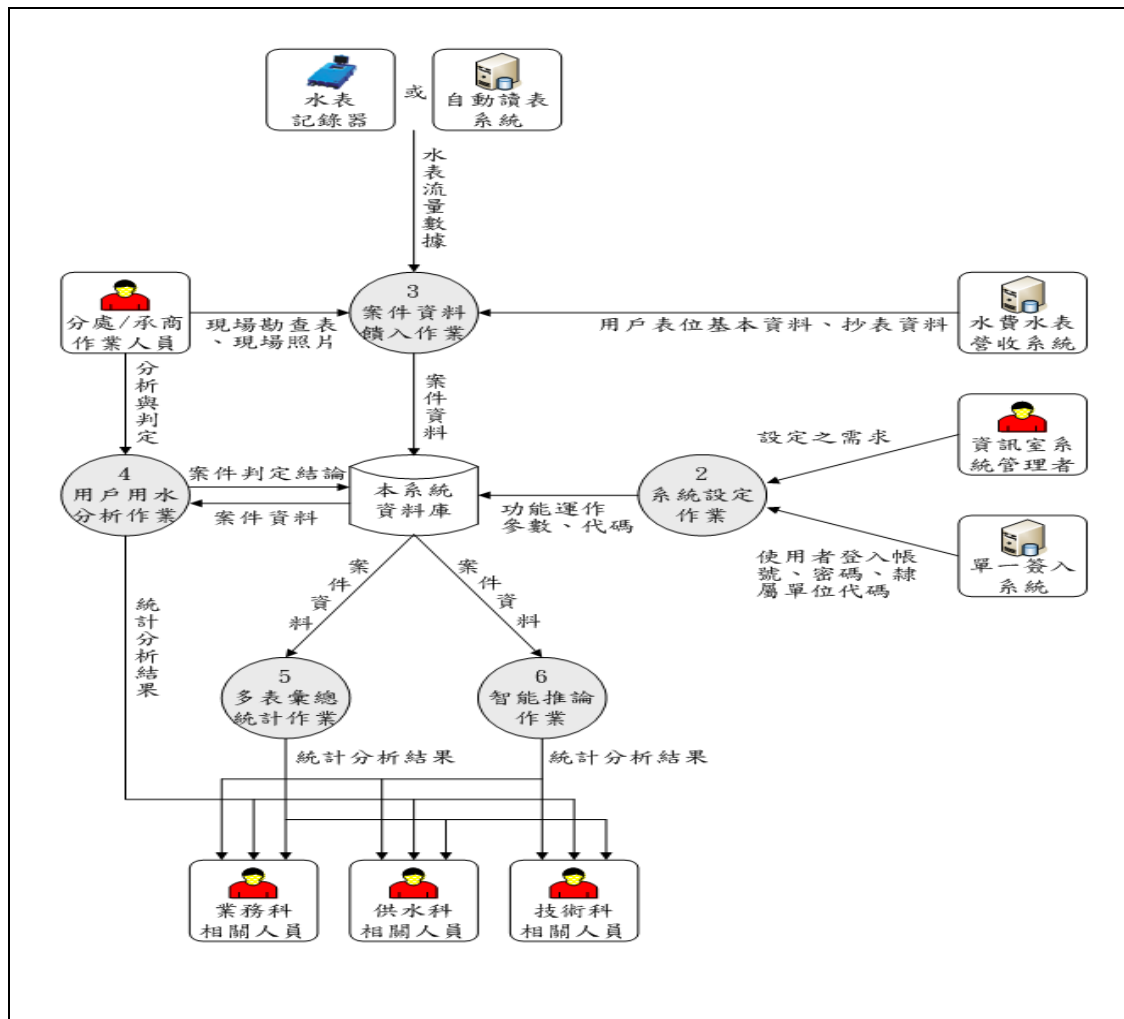 水表
記錄器
或
自動讀表
系統
水表流量數據
3
案件資料
饋入作業
分處/承商
作業人員
現場勘查表
、現場照片
用戶表位基本資料、抄表資料
水費水表
營收系統
分析與判定
案件資料
設定之需求
資訊室系
統管理者
4
用戶用水
分析作業
案件判定結論
案件資料
本系統
資料庫
功能運作
參數、代碼
2
系統設定
作業
使用者登入帳
號、密碼、隸
屬單位代碼
單一簽入
系統
案件資料
案件資料
統計分析結果
5
多表彙總
統計作業
6
智能推論
作業
統計分析結果
統計分析結果
業務科
相關人員
供水科
相關人員
技術科
相關人員